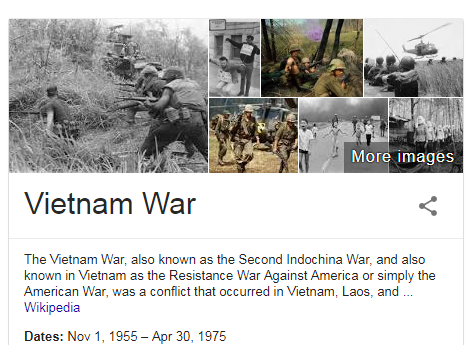 More images
Vietnam War
The Vietnam War, also known as the Second Indochina War, and also
known in Vietnam as the Resistance War Against America or simply the
American War, was a conflict that occurred in Vietnam, Laos, and ...
Wikipedia
Dates: Nov 1, 1955 – Apr 30, 1975